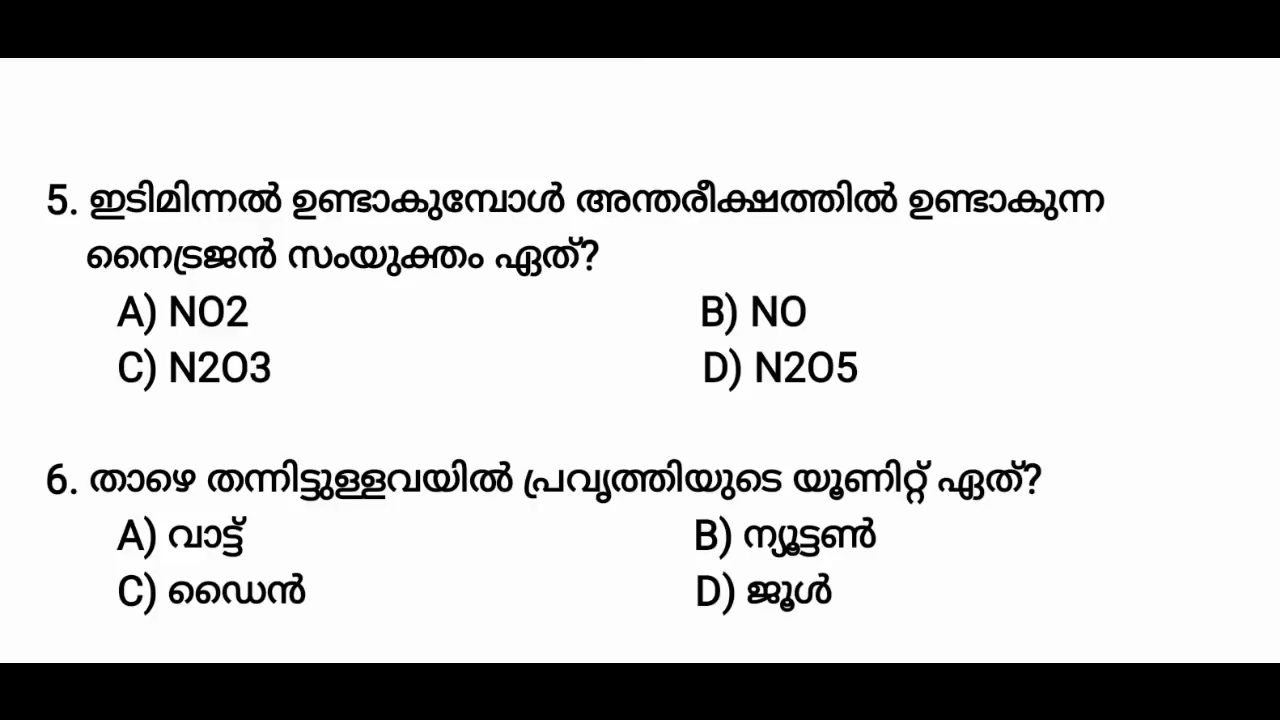 5. ഇടിമിന്നൽ ഉണ്ടാകുമ്പോൾ അന്തരീക്ഷത്തിൽ ഉണ്ടാകുന്ന
നൈട്രജൻ സംയുക്തം ഏത്?
A) NO2 B) NO
C) N2O3 D) N2O5
6. താഴെ തന്നിട്ടുള്ളവയിൽ പ്രവൃത്തിയുടെ യൂണിറ്റ് ഏത്?
A) വാട്ട് B) ന്യൂട്ടൺ
C) ഡൈൻ D) ജൂൾ